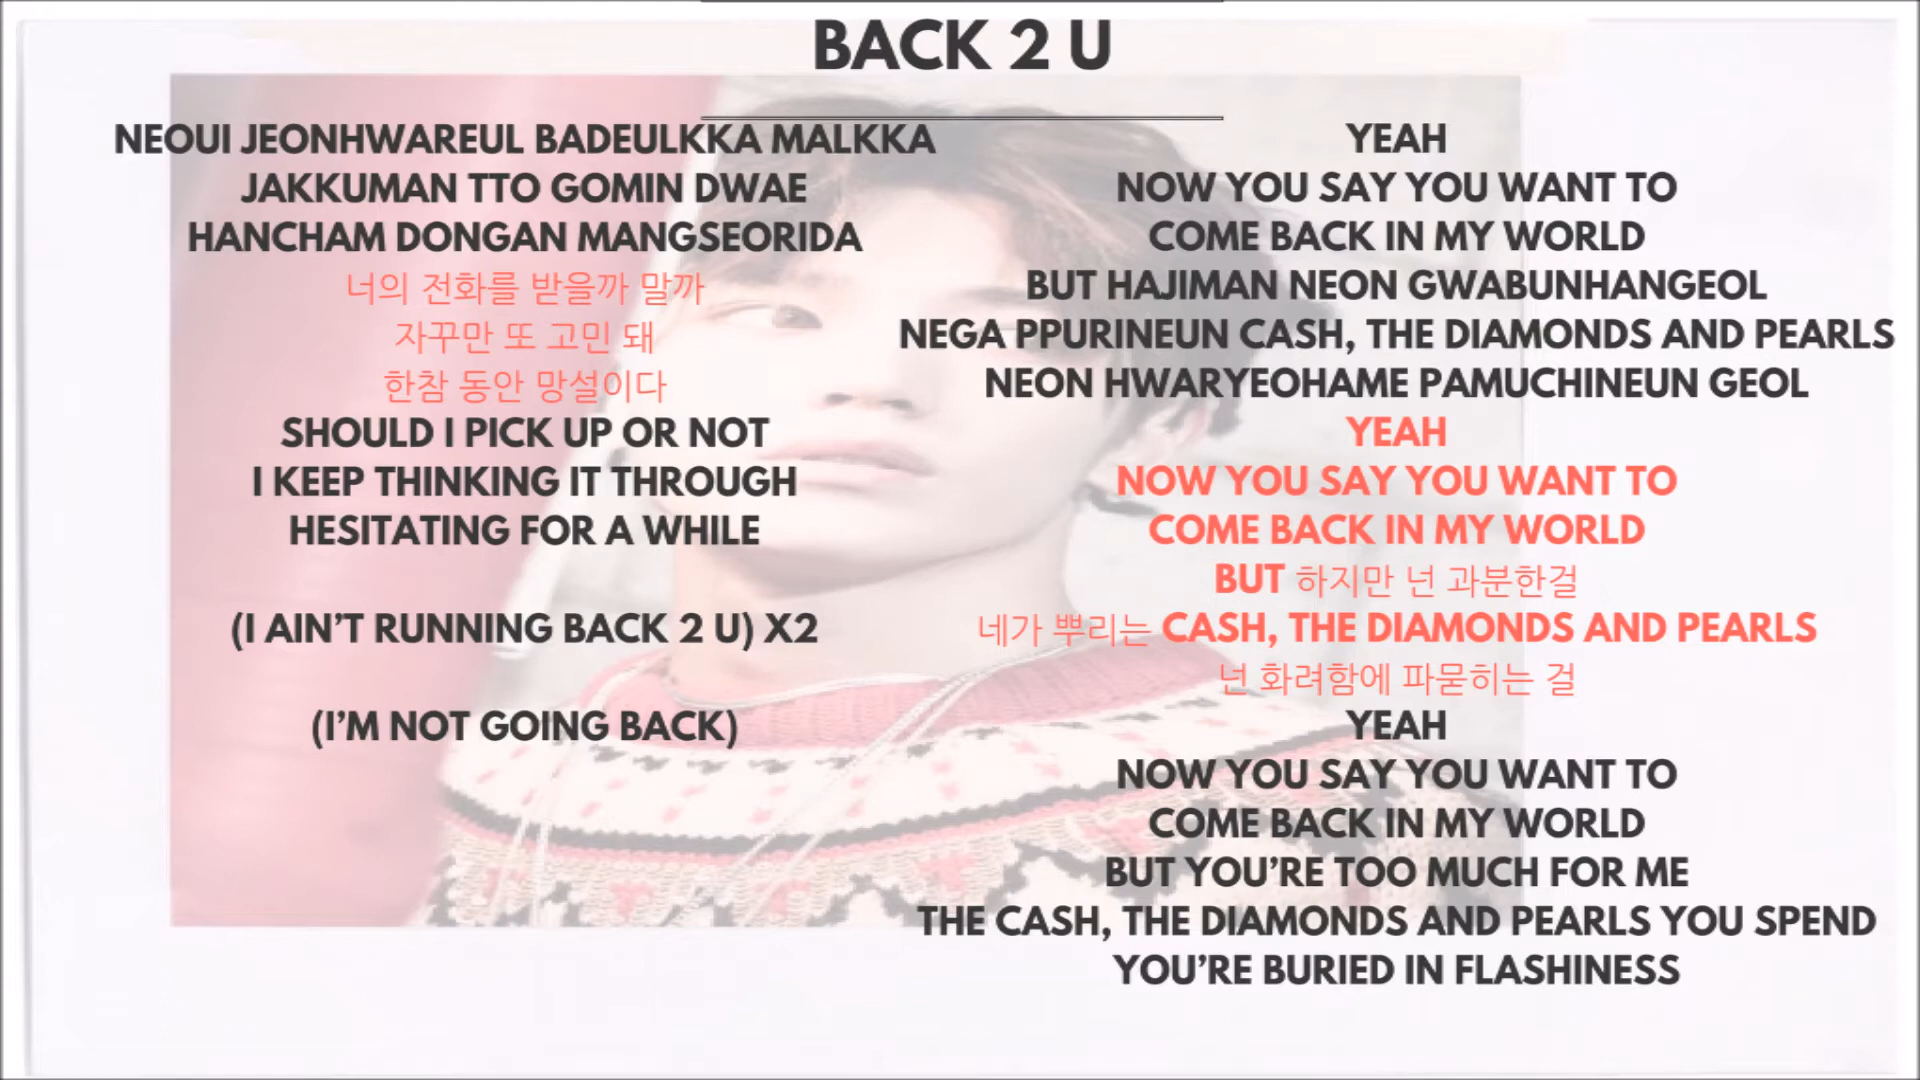 BACK 2 U
NEOUI JEONHWAREUL BADEULKKA MALKKA
JAKKUMAN TTO GOMIN DWAE
HANCHAM DONGAN MANGSEORIDA
너의 전화를 받을까 말까
자꾸만 또 고민 돼
한참 동안 망설이다
SHOULD I PICK UP OR NOT
I KEEP THINKING IT THROUGH
HESITATING FOR A WHILE
(I AIN'T RUNNING BACK 2 U) X2
(I'M NOT GOING BACK)
YEAH
NOW YOU SAY YOU WANT TO
COME BACK IN MY WORLD
BUT HAJIMAN NEON GWABUNHANGEOL
NEGA PPURINEUN CASH, THE DIAMONDS AND PEARLS
NEON HWARYEOHAME PAMUCHINEUN GEOL
YEAH
NOW YOU SAY YOU WANT TO
COME BACK IN MY WORLD
BUT 하지만 넌 과분한걸
네가 뿌리는 CASH, THE DIAMONDS AND PEARLS
넌 화려함에 파묻히는 걸
YEAH
NOW YOU SAY YOU WANT TO
COME BACK IN MY WORLD
BUT YOU'RE TOO MUCH FOR ME
THE CASH, THE DIAMONDS AND PEARLS YOU SPEND
YOU'RE BURIED IN FLASHINESS